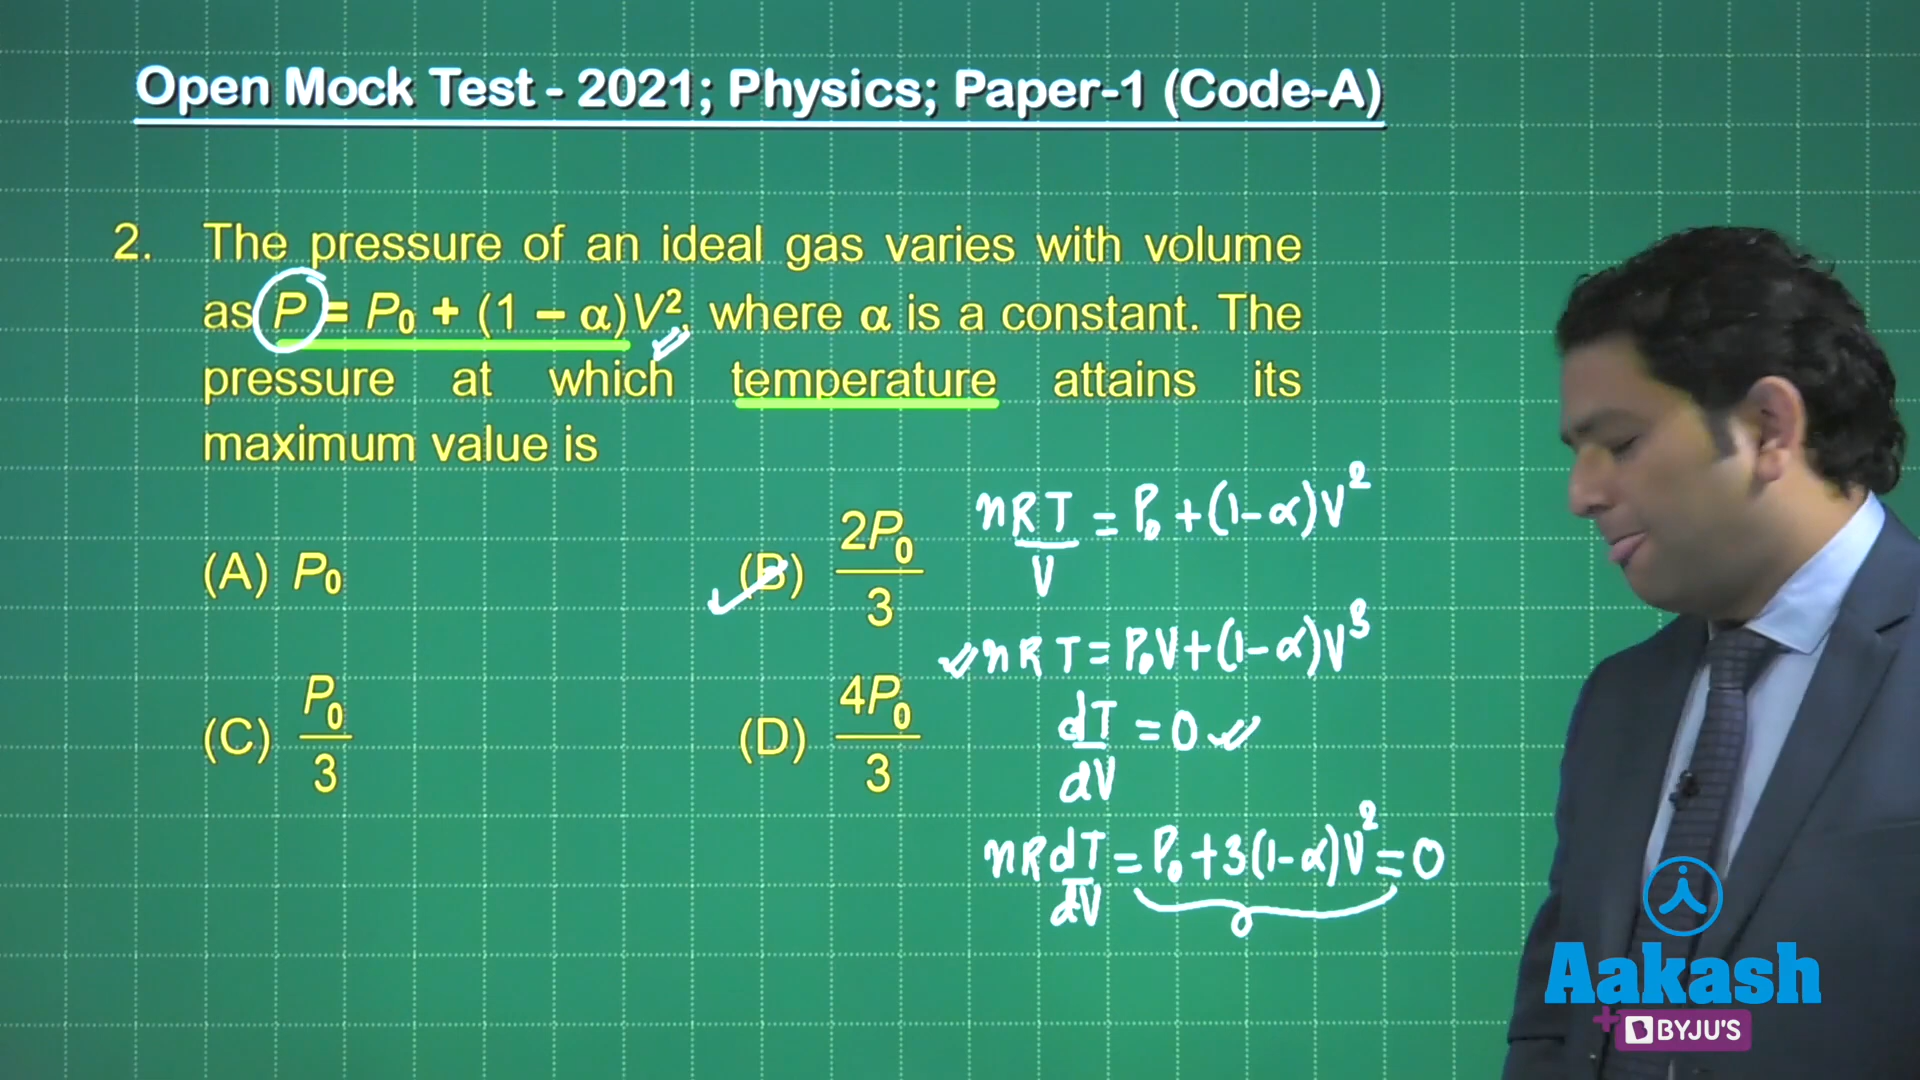 Open Mock Test - 2021; Physics; Paper-1 (Code-A)
2. The pressure of an ideal gas varies with volume
as P = P₀ + (1 – α)V², where α is a constant. The
pressure at which temperature attains its
maximum value is
(A) P₀
(B) 2P₀/3
(C) P₀/3
(D) 4P₀/3
nRT/V = P₀ + (1-α)V²
nRT = P₀V + (1-α)V³
dT/dV = 0
nR dT/dV = P₀ + 3(1-α)V² = 0
Aakash
+ B BYJU'S